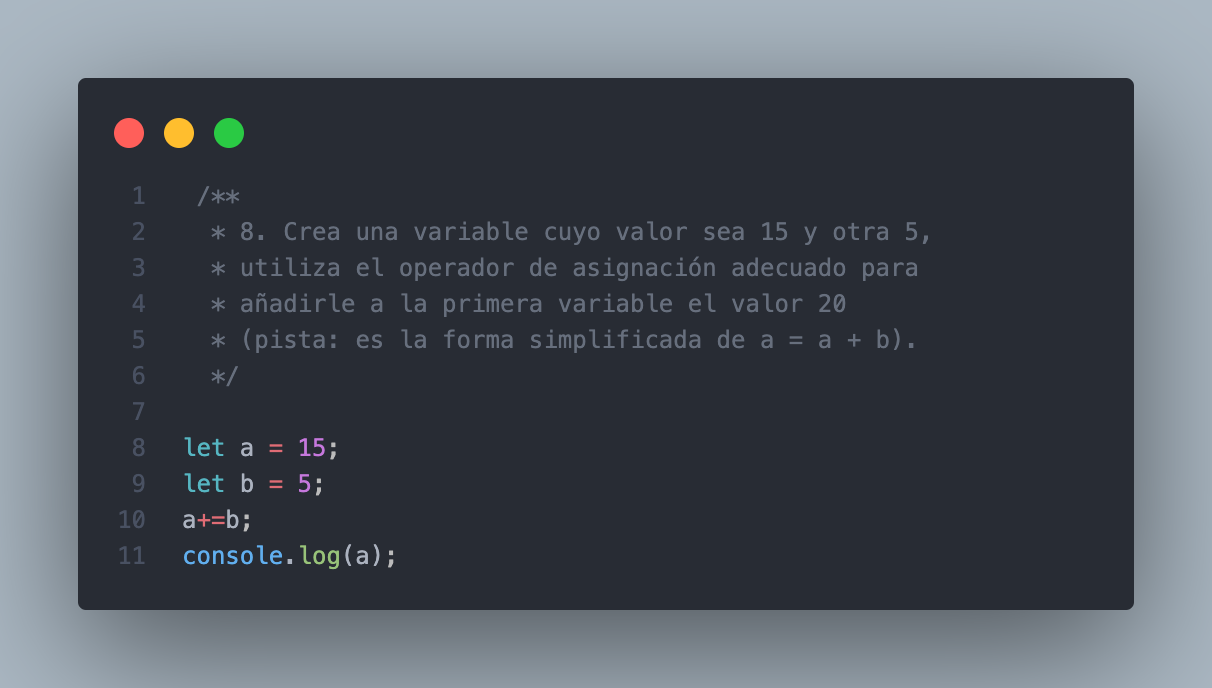 1 /**
2 * 8. Crea una variable cuyo valor sea 15 y otra 5,
3 * utiliza el operador de asignación adecuado para
4 * añadirle a la primera variable el valor 20
5 * (pista: es la forma simplificada de a = a + b).
6 */
7
8 let a = 15;
9 let b = 5;
10 a+=b;
11 console.log(a);